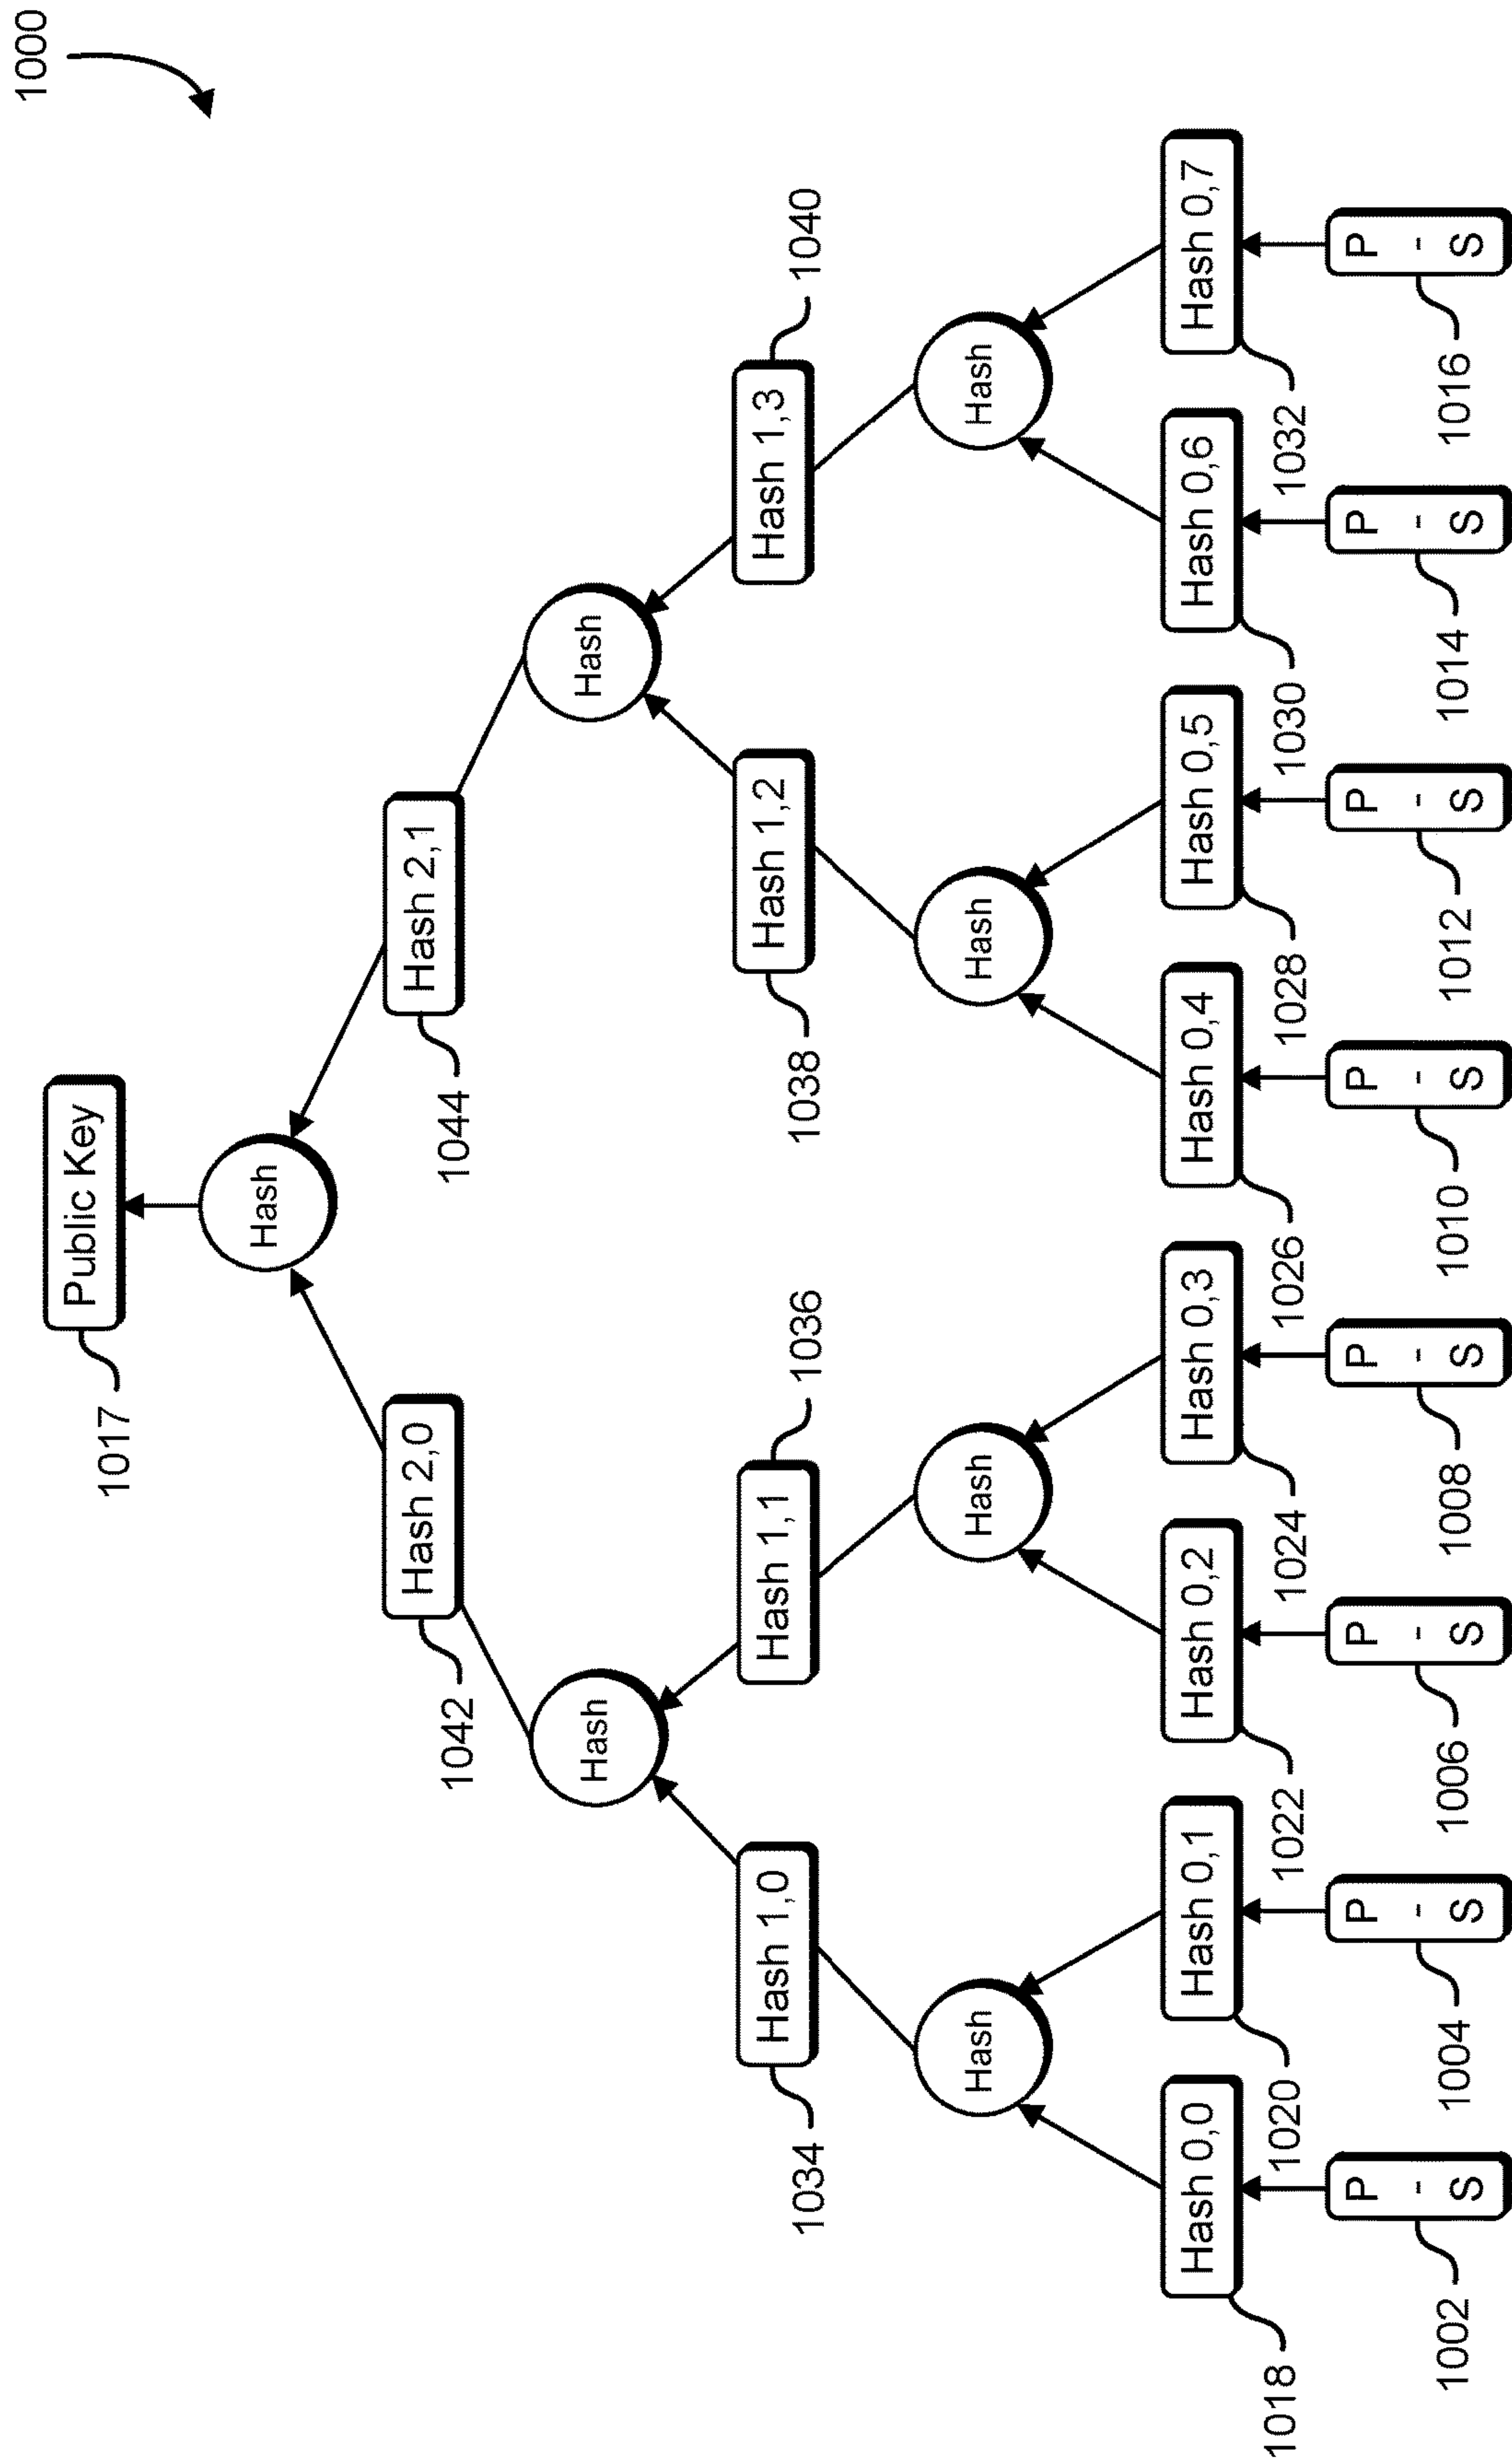 1000
Public Key
1017
Hash
Hash 2,0
Hash 2,1
1042
1044
Hash
Hash
1036
1040
Hash 1,0
Hash 1,1
Hash 1,2
Hash 1,3
1034
1038
Hash
Hash
Hash
Hash
Hash 0,0
Hash 0,1
Hash 0,2
Hash 0,3
Hash 0,4
Hash 0,5
Hash 0,6
Hash 0,7
1018
1020
1022
1024
1026
1028
1030
1032
P
-
S
P
-
S
P
-
S
P
-
S
P
-
S
P
-
S
P
-
S
P
-
S
1002
1004
1006
1008
1010
1012
1014
1016